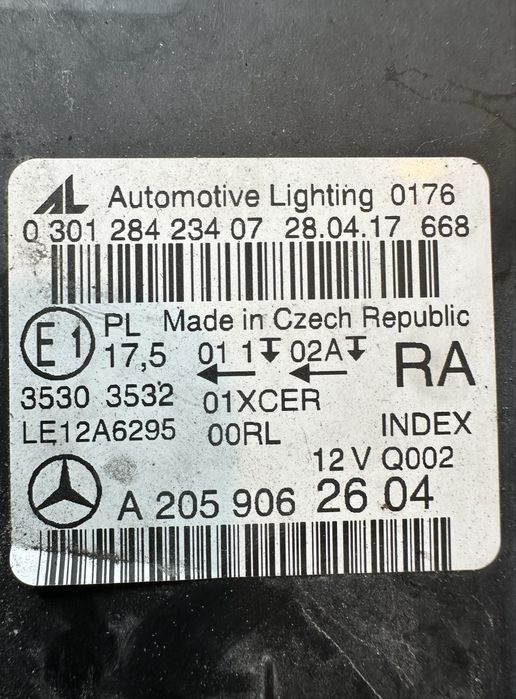 AL Automotive Lighting 0176
0 301 284 234 07 28.04.17 668
E1 PL Made in Czech Republic
17,5 01 1 02A RA
3530 3532 01XCER
LE12A6295 00RL INDEX
12 V Q002
A 205 906 26 04